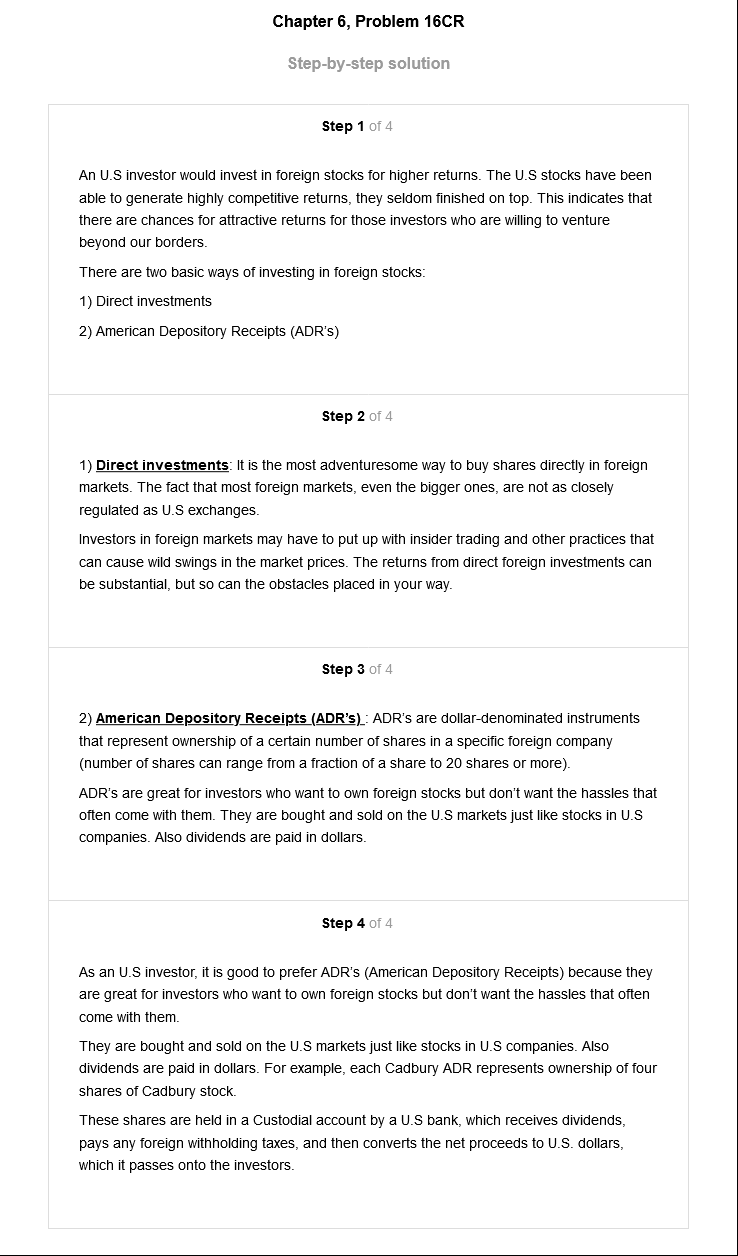 Chapter 6, Problem 16CR
Step-by-step solution
Step 1 of 4
An U.S investor would invest in foreign stocks for higher returns. The U.S stocks have been
able to generate highly competitive returns, they seldom finished on top. This indicates that
there are chances for attractive returns for those investors who are willing to venture
beyond our borders.
There are two basic ways of investing in foreign stocks:
1) Direct investments
2) American Depository Receipts (ADR's)
Step 2 of 4
1) Direct investments: It is the most adventuresome way to buy shares directly in foreign
markets. The fact that most foreign markets, even the bigger ones, are not as closely
regulated as U.S exchanges.
Investors in foreign markets may have to put up with insider trading and other practices that
can cause wild swings in the market prices. The returns from direct foreign investments can
be substantial, but so can the obstacles placed in your way.
Step 3 of 4
2) American Depository Receipts (ADR's) : ADR's are dollar-denominated instruments
that represent ownership of a certain number of shares in a specific foreign company
(number of shares can range from a fraction of a share to 20 shares or more).
ADR's are great for investors who want to own foreign stocks but don't want the hassles that
often come with them. They are bought and sold on the U.S markets just like stocks in U.S
companies. Also dividends are paid in dollars.
Step 4 of 4
As an U.S investor, it is good to prefer ADR's (American Depository Receipts) because they
are great for investors who want to own foreign stocks but don't want the hassles that often
come with them.
They are bought and sold on the U.S markets just like stocks in U.S companies. Also
dividends are paid in dollars. For example, each Cadbury ADR represents ownership of four
shares of Cadbury stock.
These shares are held in a Custodial account by a U.S bank, which receives dividends,
pays any foreign withholding taxes, and then converts the net proceeds to U.S. dollars,
which it passes onto the investors.